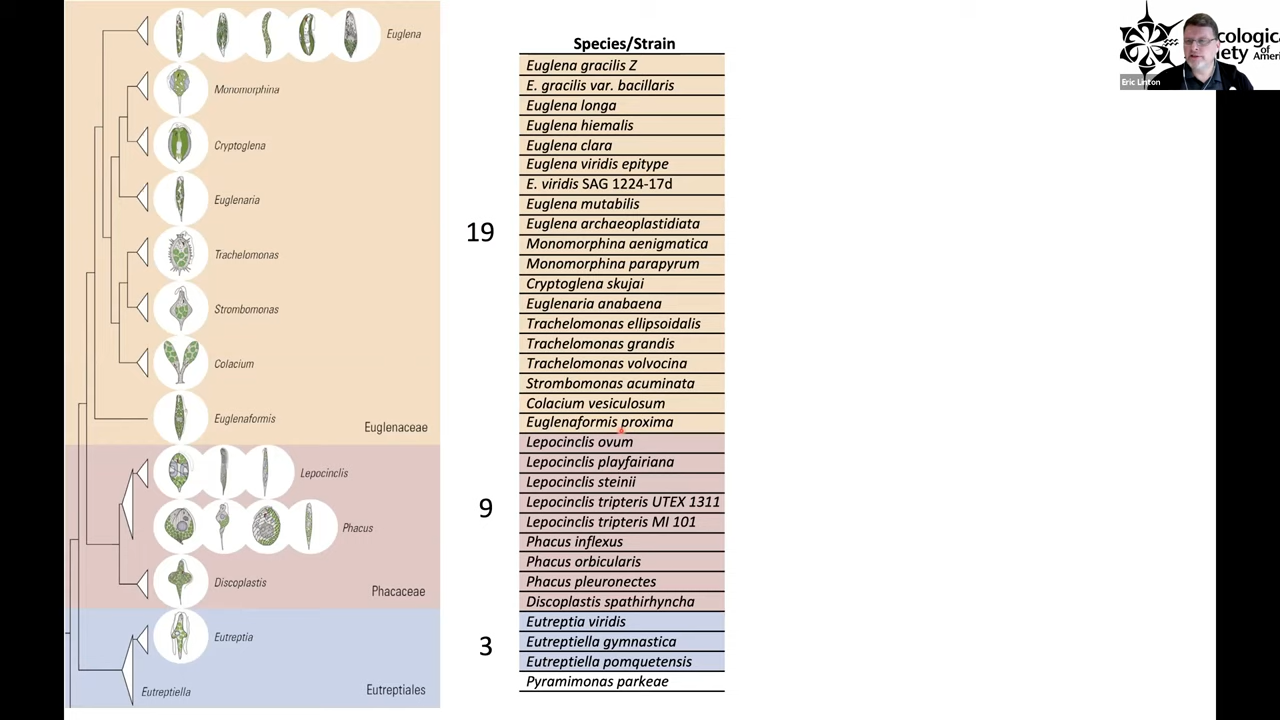 Euglena
Monomorphina
Cryptoglena
Euglenaria
Trachelomonas
Strombomonas
Colacium
Euglenaformis
Euglenaceae
Lepocinclis
Phacus
Discoplastis
Phacaceae
Eutreptia
Eutreptiella
Eutreptiales
19
9
3
Species/Strain
Euglena gracilis Z
E. gracilis var. bacillaris
Euglena longa
Euglena hiemalis
Euglena clara
Euglena viridis epitype
E. viridis SAG 1224-17d
Euglena mutabilis
Euglena archaeoplastidiata
Monomorphina aenigmatica
Monomorphina parapyrum
Cryptoglena skujai
Euglenaria anabaena
Trachelomonas ellipsoidalis
Trachelomonas grandis
Trachelomonas volvocina
Strombomonas acuminata
Colacium vesiculosum
Euglenaformis proxima
Lepocinclis ovum
Lepocinclis playfairiana
Lepocinclis steinii
Lepocinclis tripteris UTEX 1311
Lepocinclis tripteris MI 101
Phacus inflexus
Phacus orbicularis
Phacus pleuronectes
Discoplastis spathirhyncha
Eutreptia viridis
Eutreptiella gymnastica
Eutreptiella pomquetensis
Pyramimonas parkeae
cological
iety of Ameri
Eric Linton